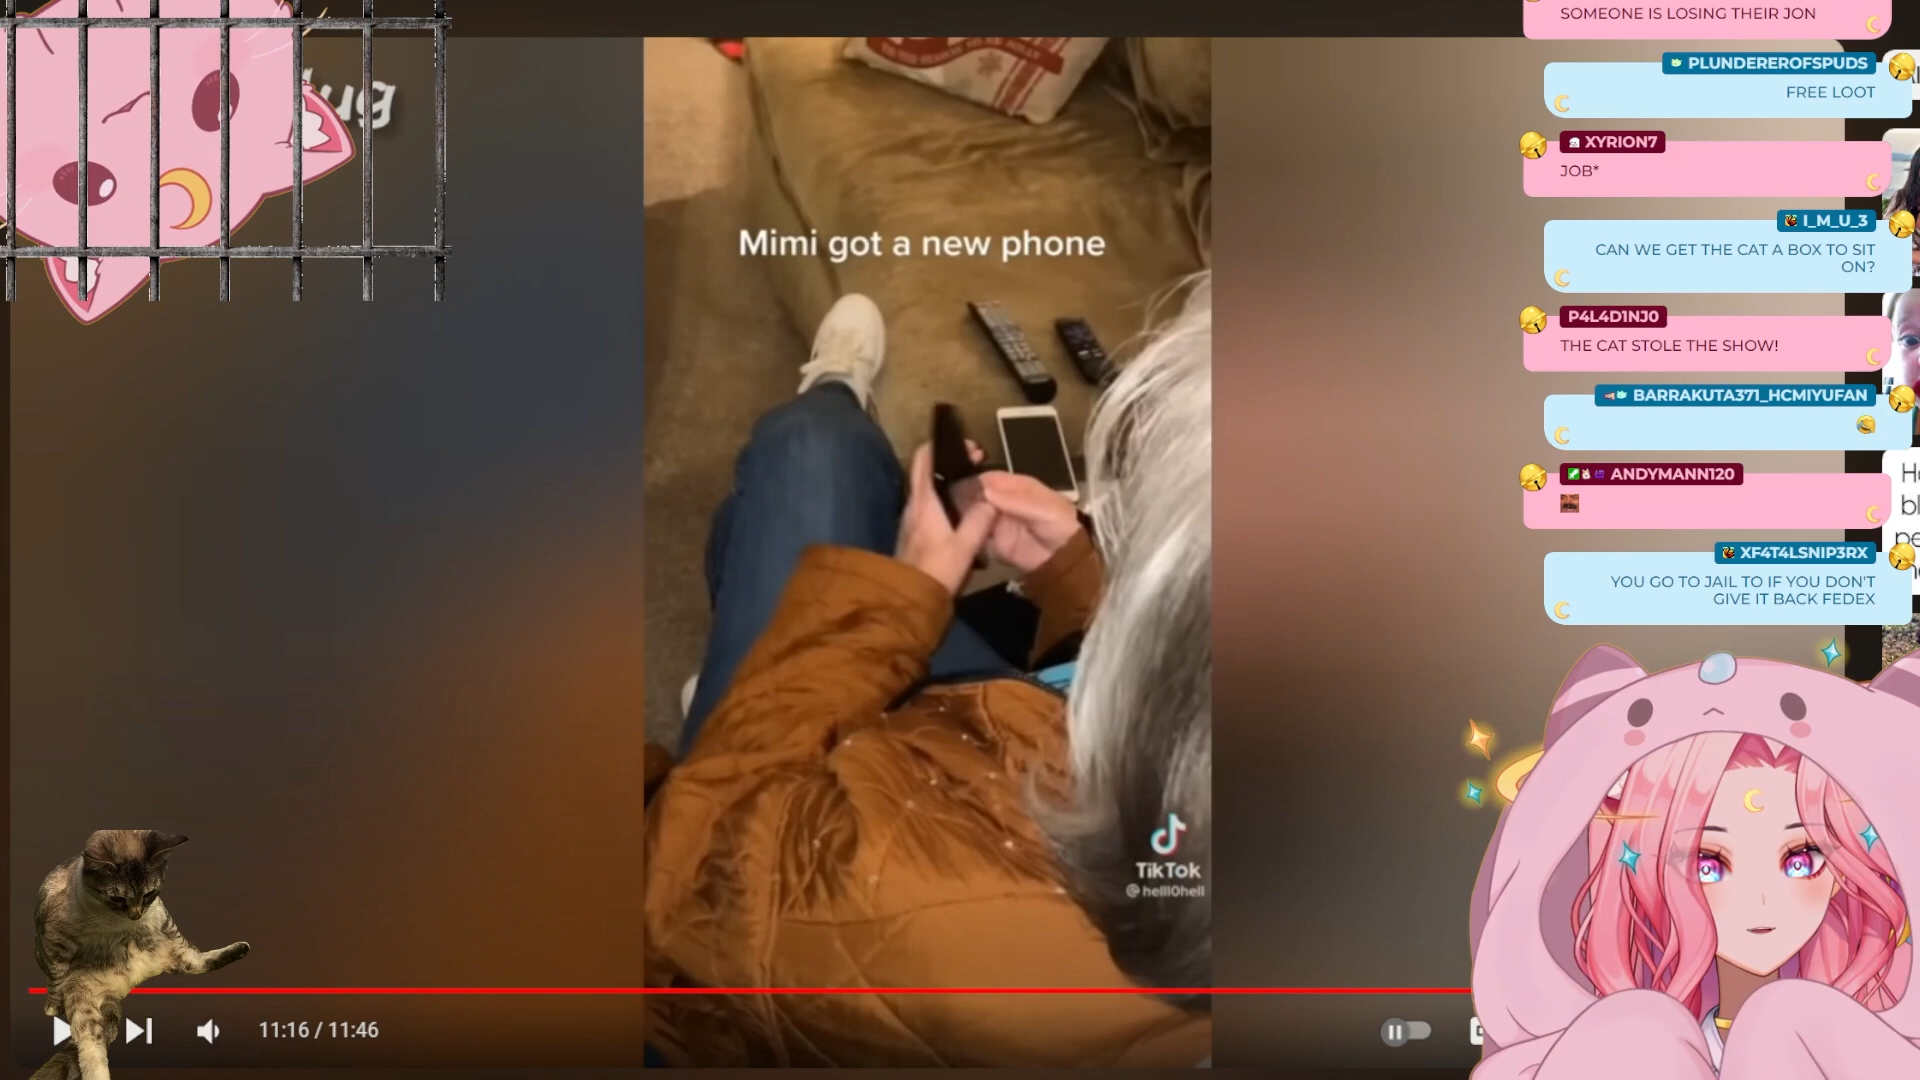 ug
Mimi got a new phone
TikTok
@helll0hell
11:16 / 11:46
SOMEONE IS LOSING THEIR JON
PLUNDEREROFSPUDS
FREE LOOT
XYRION7
JOB*
I_M_U_3
CAN WE GET THE CAT A BOX TO SIT
ON?
P4L4D1NJ0
THE CAT STOLE THE SHOW!
BARRAKUTA371_HCMIYUFAN
ANDYMANN120
XF4T4LSNIP3RX
YOU GO TO JAIL TO IF YOU DON'T
GIVE IT BACK FEDEX